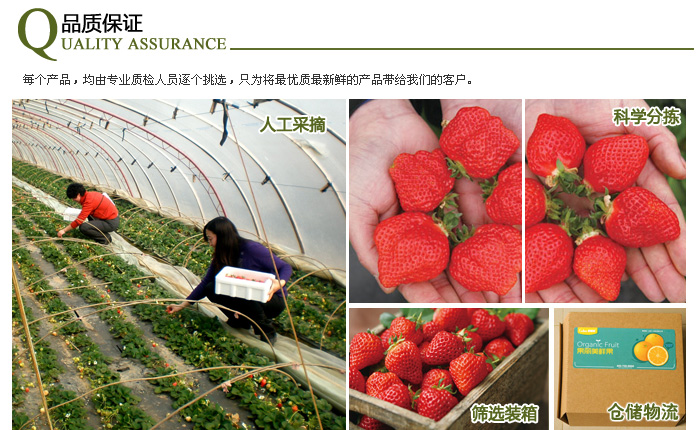 品质保证
QUALITY ASSURANCE
每个产品，均由专业质检人员逐个挑选，只为将最优质最新鲜的产品带给我们的客户。
人工采摘
科学分拣
筛选装箱
Organic Fruit
仓储物流